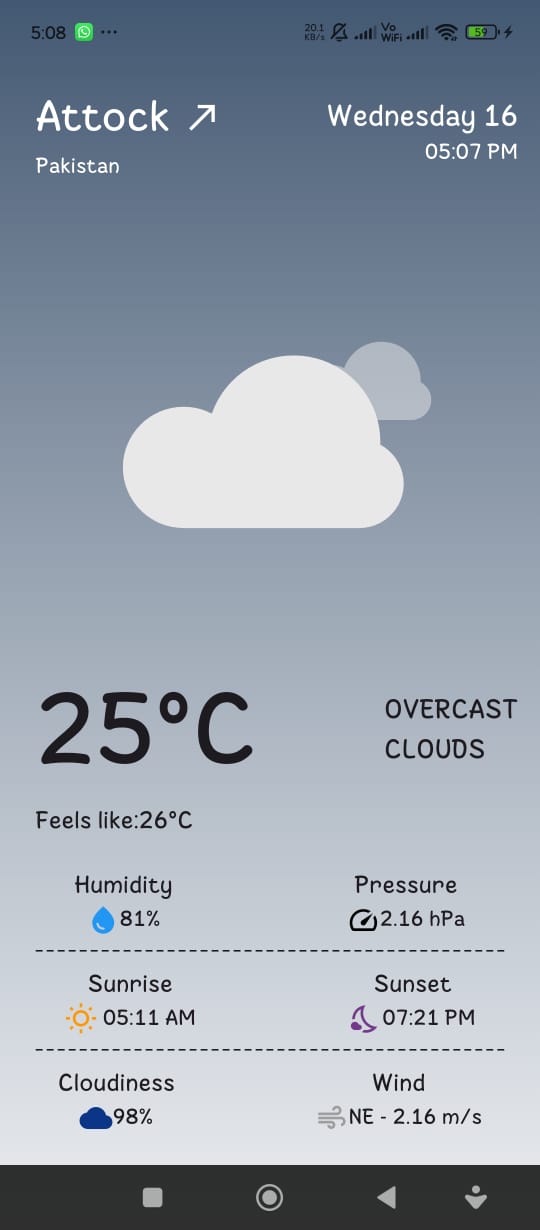 5:08
20.1
KB/s
Vo
WiFi
59
Attock
Wednesday 16
Pakistan
05:07 PM
25°C
OVERCAST
CLOUDS
Feels like:26°C
Humidity
Pressure
81%
2.16 hPa
Sunrise
Sunset
05:11 AM
07:21 PM
Cloudiness
Wind
98%
NE - 2.16 m/s